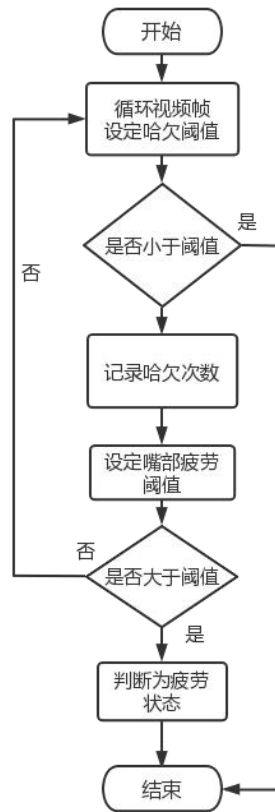 开始
循环视频帧
设定哈欠阈值
是否小于阈值
是
否
记录哈欠次数
设定嘴部疲劳
阈值
否
是否大于阈值
是
判断为疲劳
状态
结束